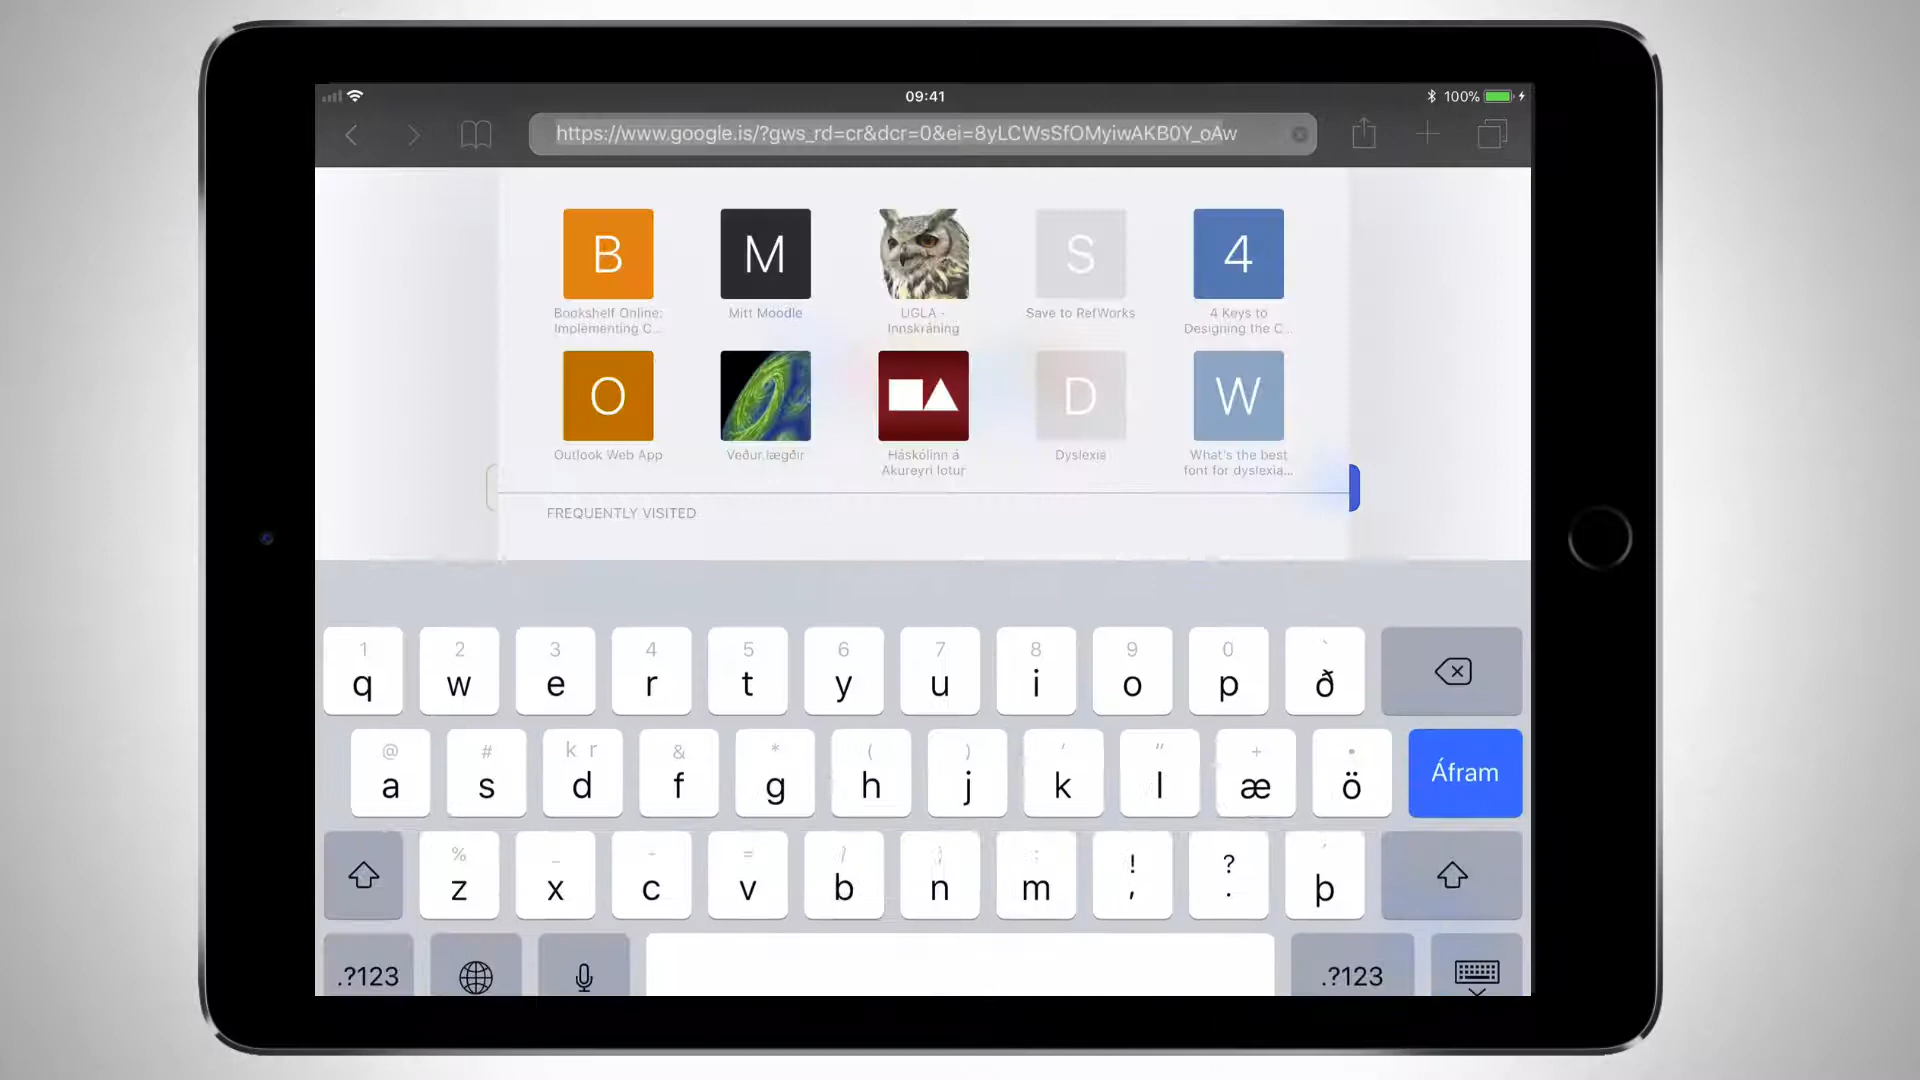 09:41
100%
https://www.google.is/?gws_rd=cr&dcr=0&ei=8yLCWsSfOMyiwAKB0Y_oAw
B M S 4
Bookshelf Online: Implementing C...
Mitt Moodle
UGLA - Innskráning
Save to RefWorks
4 Keys to Designing the C...
O D W
Outlook Web App
Veður,lægðir
Háskólinn á Akureyri lotur
Dyslexia
What's the best font for dyslexia...
FREQUENTLY VISITED
1 2 3 4 5 6 7 8 9 0 `
q w e r t y u i o p ð
@ # k r & * ( ) ' " + •
a s d f g h j k l æ ö Áfram
% _ - = / ; : ! ? ´
z x c v b n m , . þ
.?123 .?123